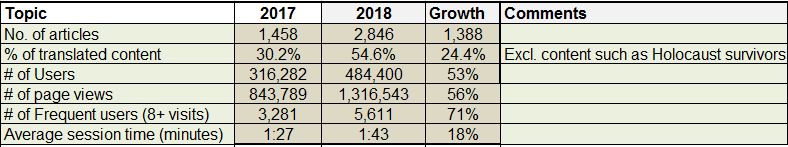 Topic 2017 2018 Growth Comments
No. of articles 1,458 2,846 1,388
% of translated content 30.2% 54.6% 24.4% Excl. content such as Holocaust survivors
# of Users 316,282 484,400 53%
# of page views 843,789 1,316,543 56%
# of Frequent users (8+ visits) 3,281 5,611 71%
Average session time (minutes) 1:27 1:43 18%